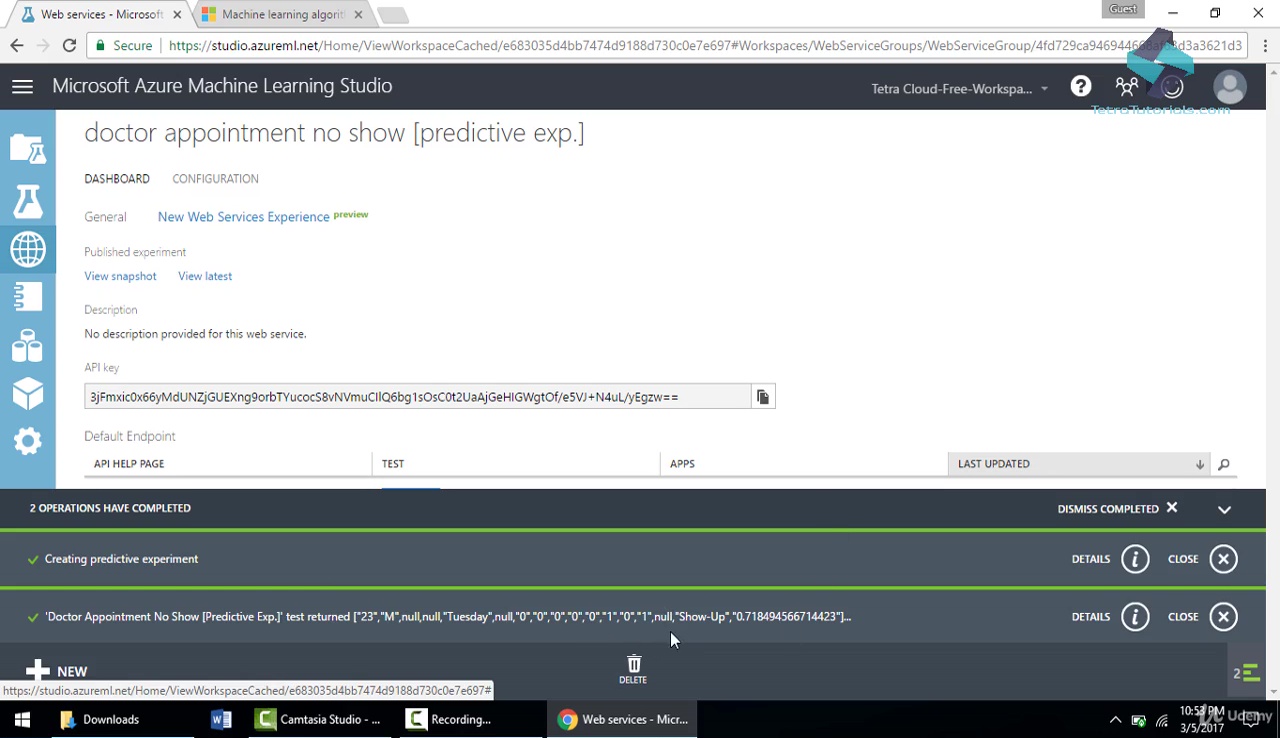 Web services - Microsoft
Machine learning algorith
Guest
Secure
https://studio.azureml.net/Home/ViewWorkspaceCached/e683035d4bb7474d9188d730c0e7e697#Workspaces/WebServiceGroups/WebServiceGroup/
Microsoft Azure Machine Learning Studio
Tetra Cloud-Free-Workspa...
TetraTutorials.com
doctor appointment no show [predictive exp.]
DASHBOARD CONFIGURATION
General New Web Services Experience preview
Published experiment
View snapshot View latest
Description
No description provided for this web service.
API key
3jFmxic0x66yMdUNZjGUEXng9orbTYucocS8vNVmuCIlQ6bg1sOsC0t2UaAjGeHIGWgtOf/e5VJ+N4uL/yEgzw==
Default Endpoint
API HELP PAGE TEST APPS LAST UPDATED
2 OPERATIONS HAVE COMPLETED DISMISS COMPLETED
Creating predictive experiment DETAILS CLOSE
'Doctor Appointment No Show [Predictive Exp.]' test returned ["23","M",null,null,"Tuesday",null,"0","0","0","0","0","1","0","1",null,"Show-Up","0.718494566714423"]... DETAILS CLOSE
NEW
DELETE
2
https://studio.azureml.net/Home/ViewWorkspaceCached/e683035d4bb7474d9188d730c0e7e697#
Downloads
Camtasia Studio - ...
Recording...
Web services - Micr...
10:53 PM
3/5/2017
Udemy